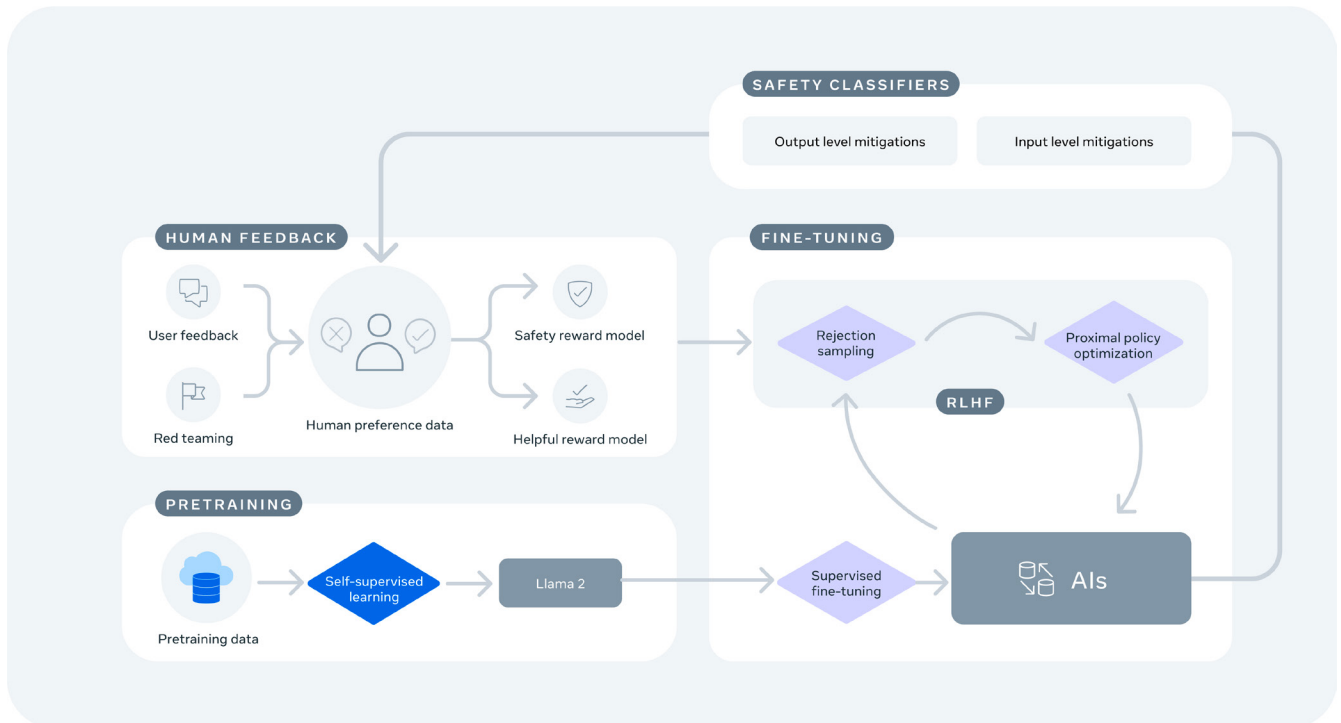 SAFETY CLASSIFIERS
Output level mitigations
Input level mitigations
HUMAN FEEDBACK
User feedback
Red teaming
Human preference data
Safety reward model
Helpful reward model
FINE-TUNING
Rejection
sampling
Proximal policy
optimization
RLHF
PRETRAINING
Pretraining data
Self-supervised
learning
Llama 2
Supervised
fine-tuning
AIs